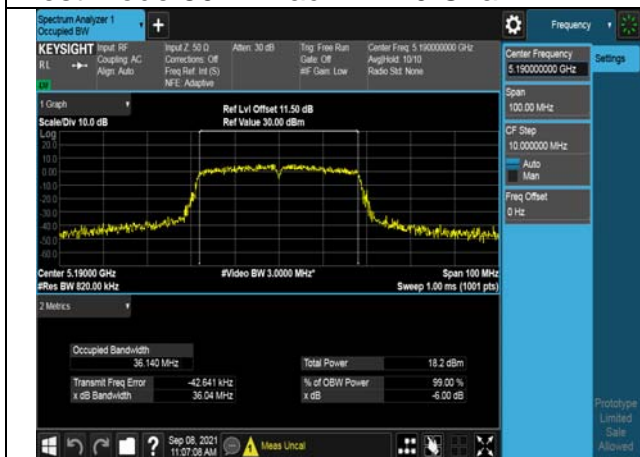 Spectrum Analyzer 1
Occupied BW
+
Frequency
KEYSIGHT
RL
Input: RF
Coupling: AC
Align: Auto
Input Z: 50 Ω
Corrections: Off
Freq Ref: Int (S)
NFE: Adaptive
Atten: 30 dB
Trig: Free Run
Gate: Off
#IF Gain: Low
Center Freq: 5.190000000 GHz
Avg|Hold: 10/10
Radio Std: None
Center Frequency
5.190000000 GHz
Settings
Span
100.00 MHz
CF Step
10.000000 MHz
Auto
Man
Freq Offset
0 Hz
1 Graph
Scale/Div 10.0 dB
Ref Lvl Offset 11.50 dB
Ref Value 30.00 dBm
Log
20.0
10.0
0.00
-10.0
-20.0
-30.0
-40.0
-50.0
-60.0
Center 5.19000 GHz
#Video BW 3.0000 MHz*
Span 100 MHz
#Res BW 820.00 kHz
Sweep 1.00 ms (1001 pts)
2 Metrics
Occupied Bandwidth
36.140 MHz
Total Power
18.2 dBm
Transmit Freq Error
-42.641 kHz
% of OBW Power
99.00 %
x dB Bandwidth
36.04 MHz
x dB
-6.00 dB
Prototype
Limited
Sale
Allowed
?
Sep 08, 2021
11:07:08 AM
Meas Uncal